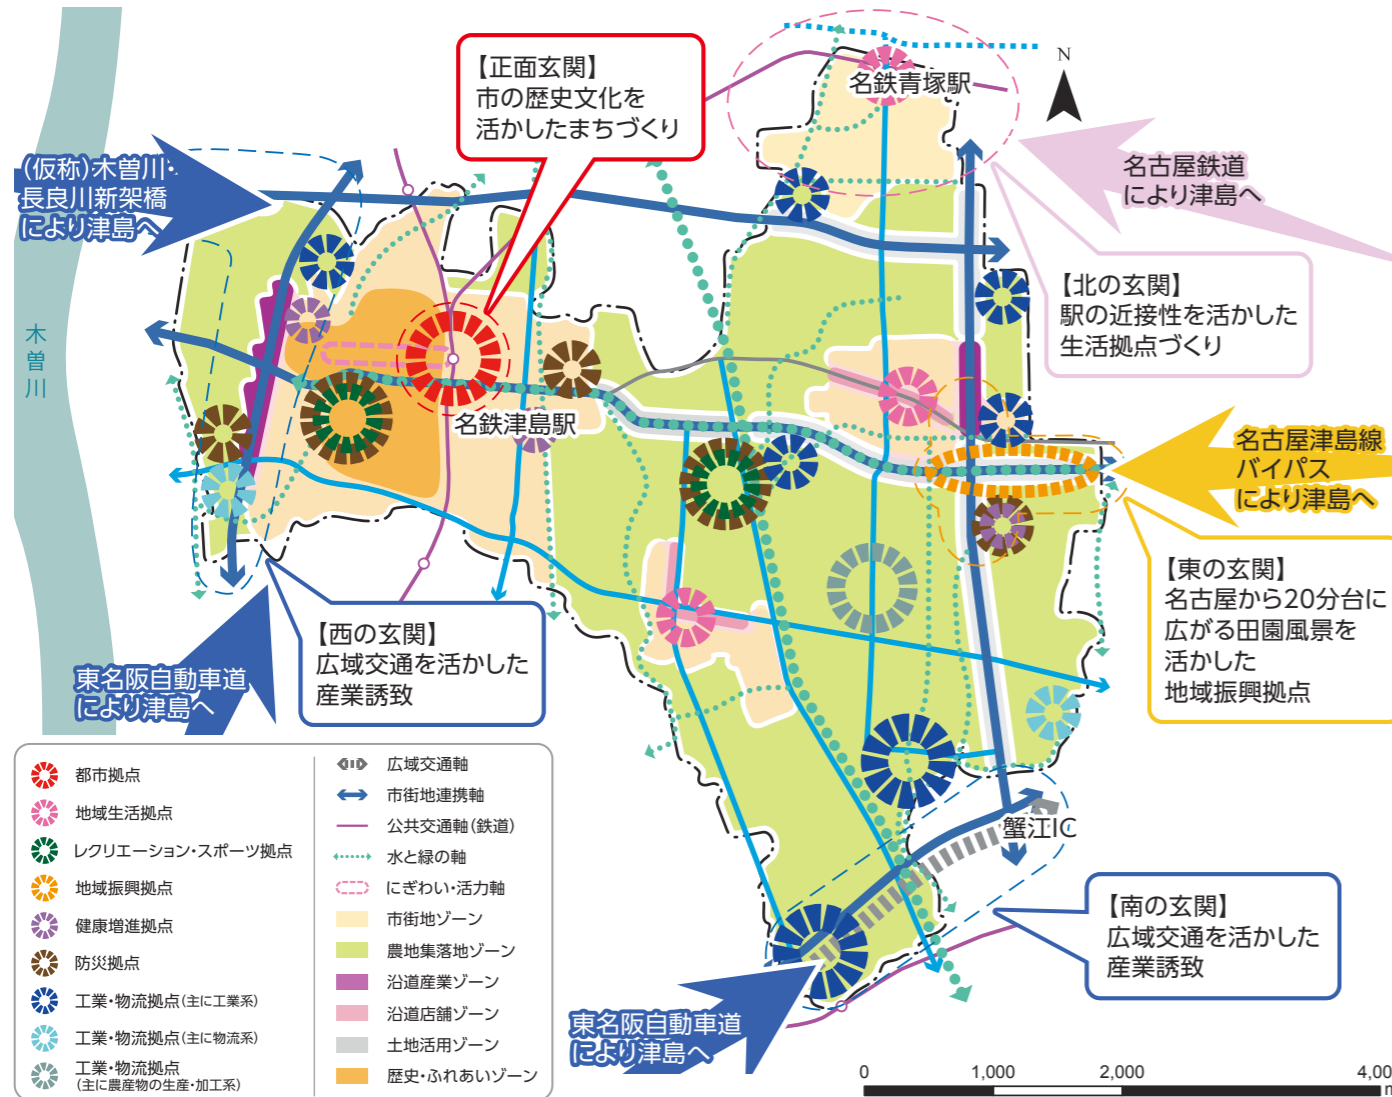 【正面玄関】
市の歴史文化を
活かしたまちづくり
名鉄青塚駅
N
(仮称)木曽川・
長良川新架橋
により津島へ
名古屋鉄道
により津島へ
【北の玄関】
駅の近接性を活かした
生活拠点づくり
木曽川
名鉄津島駅
名古屋津島線
バイパス
により津島へ
【東の玄関】
名古屋から20分台に
広がる田園風景を
活かした
地域振興拠点
【西の玄関】
広域交通を活かした
産業誘致
東名阪自動車道
により津島へ
蟹江IC
【南の玄関】
広域交通を活かした
産業誘致
東名阪自動車道
により津島へ
都市拠点
地域生活拠点
レクリエーション・スポーツ拠点
地域振興拠点
健康増進拠点
防災拠点
工業・物流拠点(主に工業系)
工業・物流拠点(主に物流系)
工業・物流拠点
(主に農産物の生産・加工系)
広域交通軸
市街地連携軸
公共交通軸(鉄道)
水と緑の軸
にぎわい・活力軸
市街地ゾーン
農地集落地ゾーン
沿道産業ゾーン
沿道店舗ゾーン
土地活用ゾーン
歴史・ふれあいゾーン
0 1,000 2,000 4,00
m